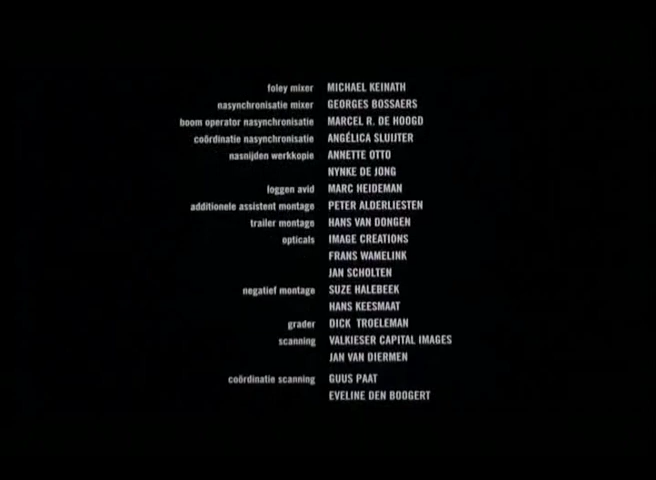 foley mixer MICHAEL KEINATH
nasynchronisatie mixer GEORGES BOSSAERS
boom operator nasynchronisatie MARCEL R. DE HOOGD
coördinatie nasynchronisatie ANGÉLICA SLUIJTER
nasnijden werkkopie ANNETTE OTTO
NYNKE DE JONG
loggen avid MARC HEIDEMAN
additionele assistent montage PETER ALDERLIESTEN
trailer montage HANS VAN DONGEN
opticals IMAGE CREATIONS
FRANS WAMELINK
JAN SCHOLTEN
negatief montage SUZE HALEBEEK
HANS KEESMAAT
grader DICK TROELEMAN
scanning VALKIESER CAPITAL IMAGES
JAN VAN DIERMEN
coördinatie scanning GUUS PAAT
EVELINE DEN BOOGERT